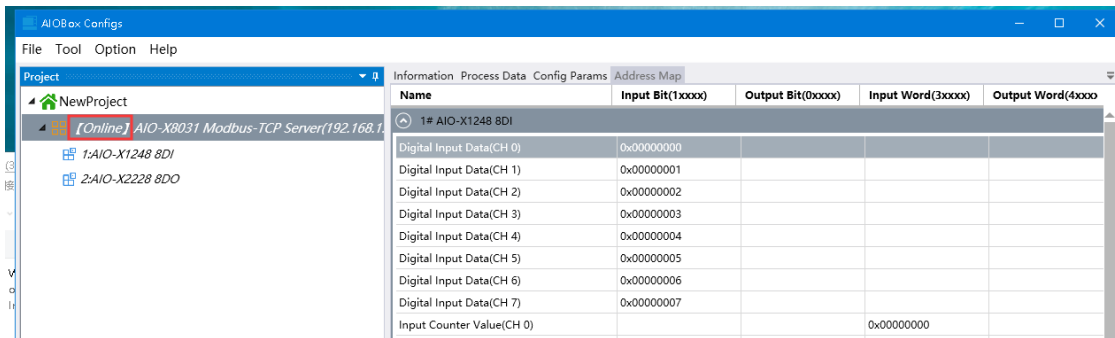 AIOBox Configs
File Tool Option Help
Project
Information Process Data Config Params Address Map
NewProject
【Online】 AIO-X8031 Modbus-TCP Server(192.168.1.
1:AIO-X1248 8DI
2:AIO-X2228 8DO
Name Input Bit(1xxxx) Output Bit(0xxxx) Input Word(3xxxx) Output Word(4xxxx)
1# AIO-X1248 8DI
Digital Input Data(CH 0) 0x00000000
Digital Input Data(CH 1) 0x00000001
Digital Input Data(CH 2) 0x00000002
Digital Input Data(CH 3) 0x00000003
Digital Input Data(CH 4) 0x00000004
Digital Input Data(CH 5) 0x00000005
Digital Input Data(CH 6) 0x00000006
Digital Input Data(CH 7) 0x00000007
Input Counter Value(CH 0) 0x00000000